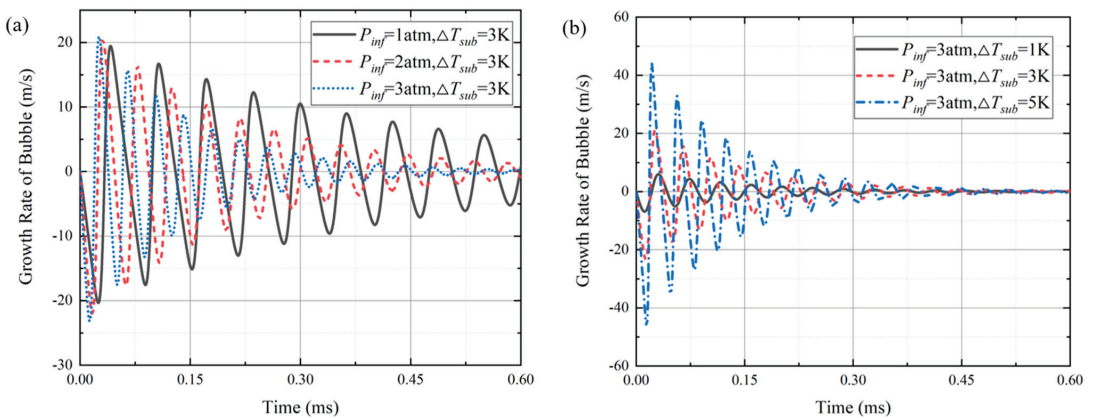 (a)
P_inf=1atm,△T_sub=3K
P_inf=2atm,△T_sub=3K
P_inf=3atm,△T_sub=3K
Growth Rate of Bubble (m/s)
20
10
0
-10
-20
-30
0.00 0.15 0.30 0.45 0.60
Time (ms)
(b)
P_inf=3atm,△T_sub=1K
P_inf=3atm,△T_sub=3K
P_inf=3atm,△T_sub=5K
Growth Rate of Bubble (m/s)
60
40
20
0
-20
-40
-60
0.00 0.15 0.30 0.45 0.60
Time (ms)